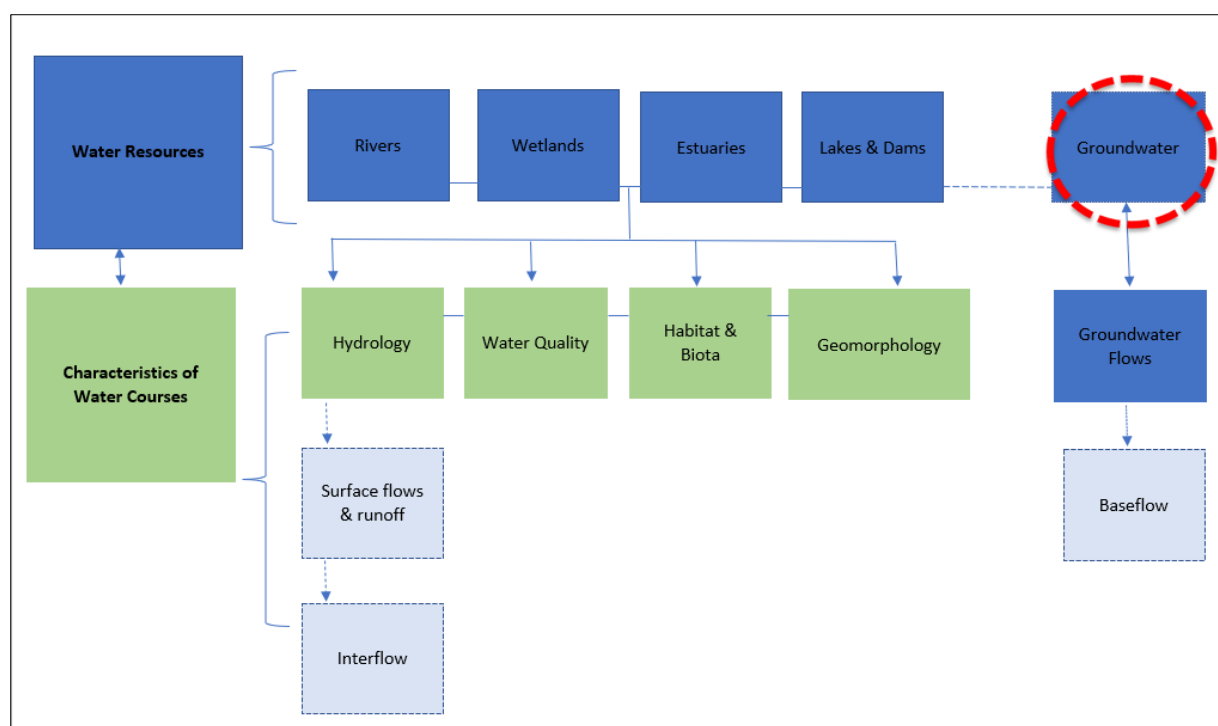 Water Resources
Rivers
Wetlands
Estuaries
Lakes & Dams
Groundwater
Characteristics of
Water Courses
Hydrology
Water Quality
Habitat &
Biota
Geomorphology
Groundwater
Flows
Surface flows
& runoff
Baseflow
Interflow